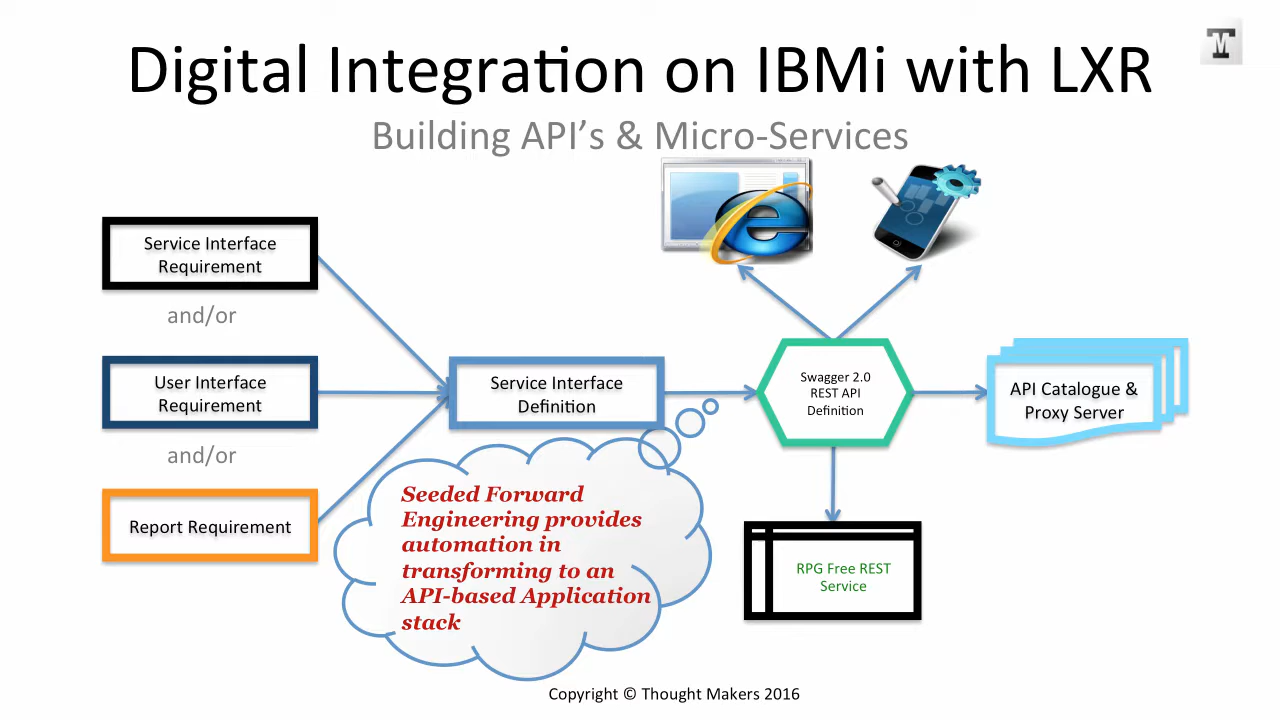 Digital Integration on IBMi with LXR
Building API's & Micro-Services
Service Interface
Requirement
and/or
User Interface
Requirement
and/or
Report Requirement
Service Interface
Definition
Swagger 2.0
REST API
Definition
API Catalogue &
Proxy Server
RPG Free REST
Service
Seeded Forward
Engineering provides
automation in
transforming to an
API-based Application
stack
Copyright © Thought Makers 2016